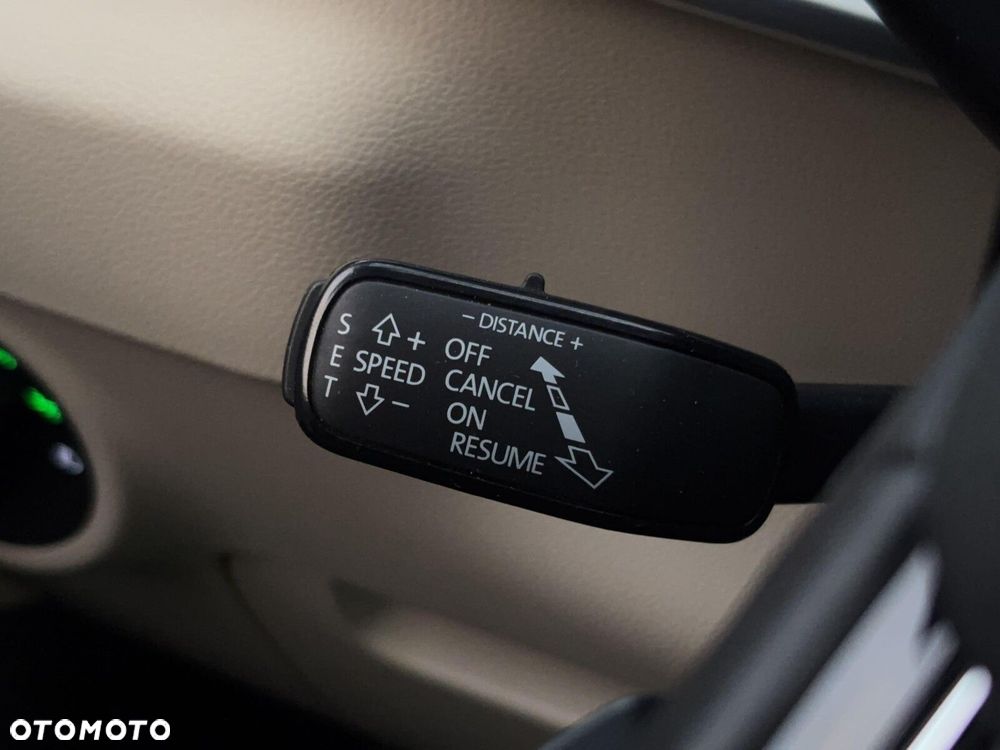 - DISTANCE +
S
E
T
+
SPEED
-
OFF
CANCEL
ON
RESUME
OTOMOTO